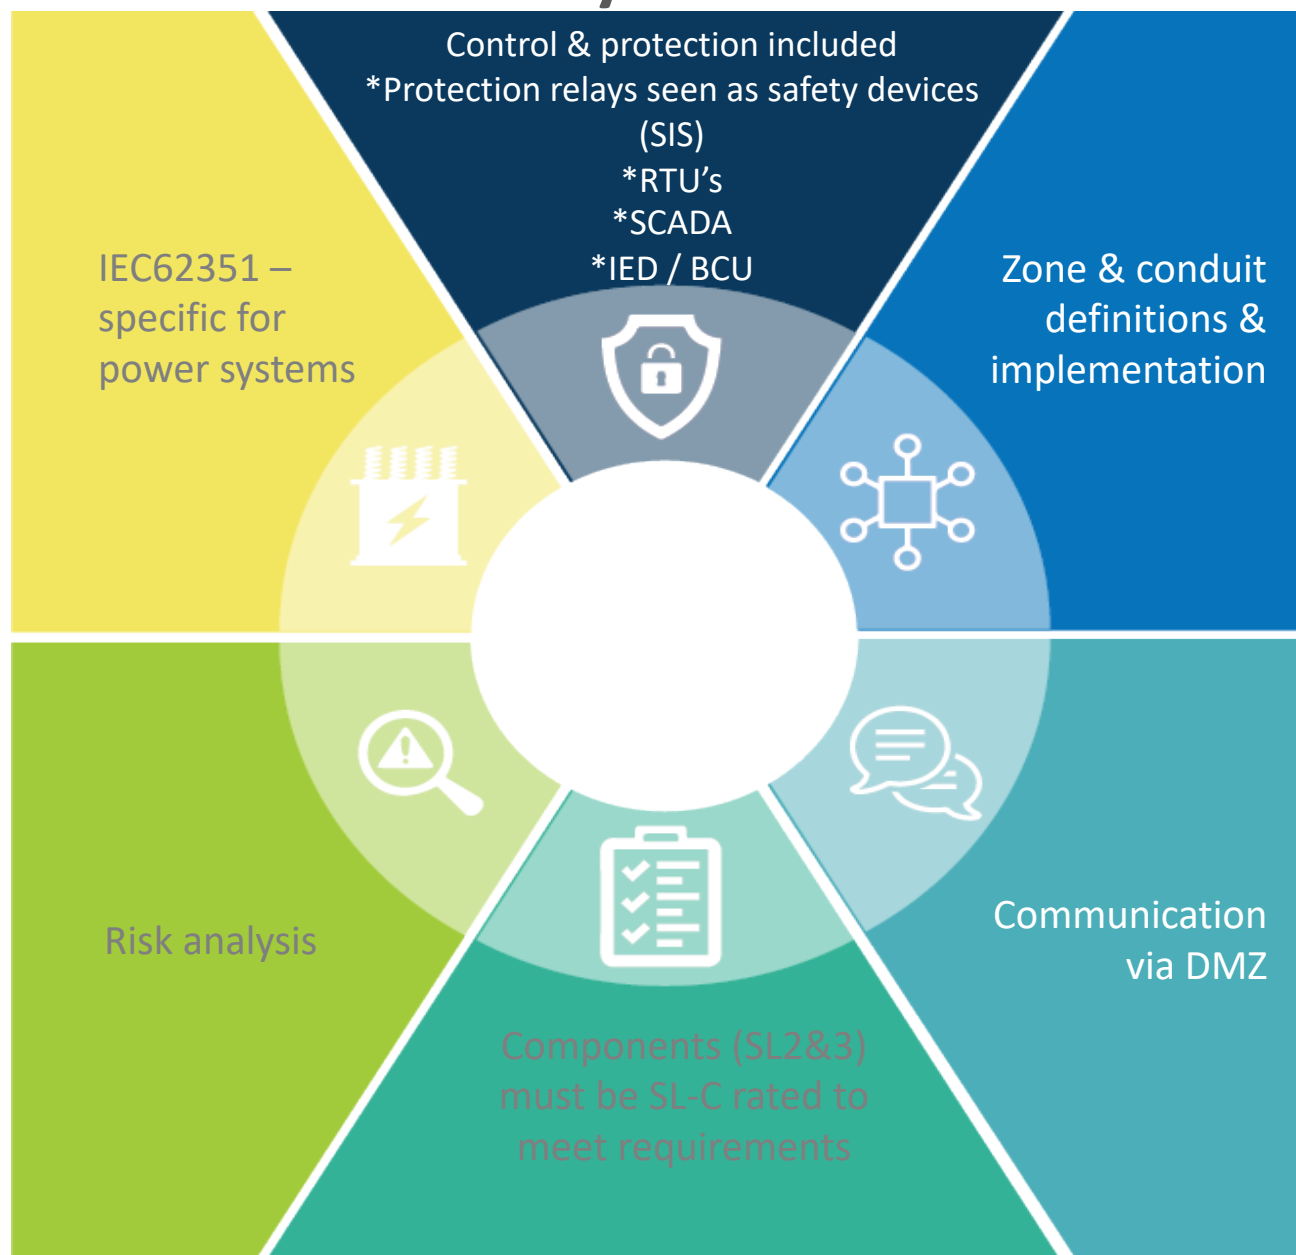 Control & protection included
*Protection relays seen as safety devices
(SIS)
*RTU’s
*SCADA
*IED / BCU
IEC62351 –
specific for
power systems
Zone & conduit
definitions &
implementation
Risk analysis
Communication
via DMZ
Components (SL2&3)
must be SL-C rated to
meet requirements